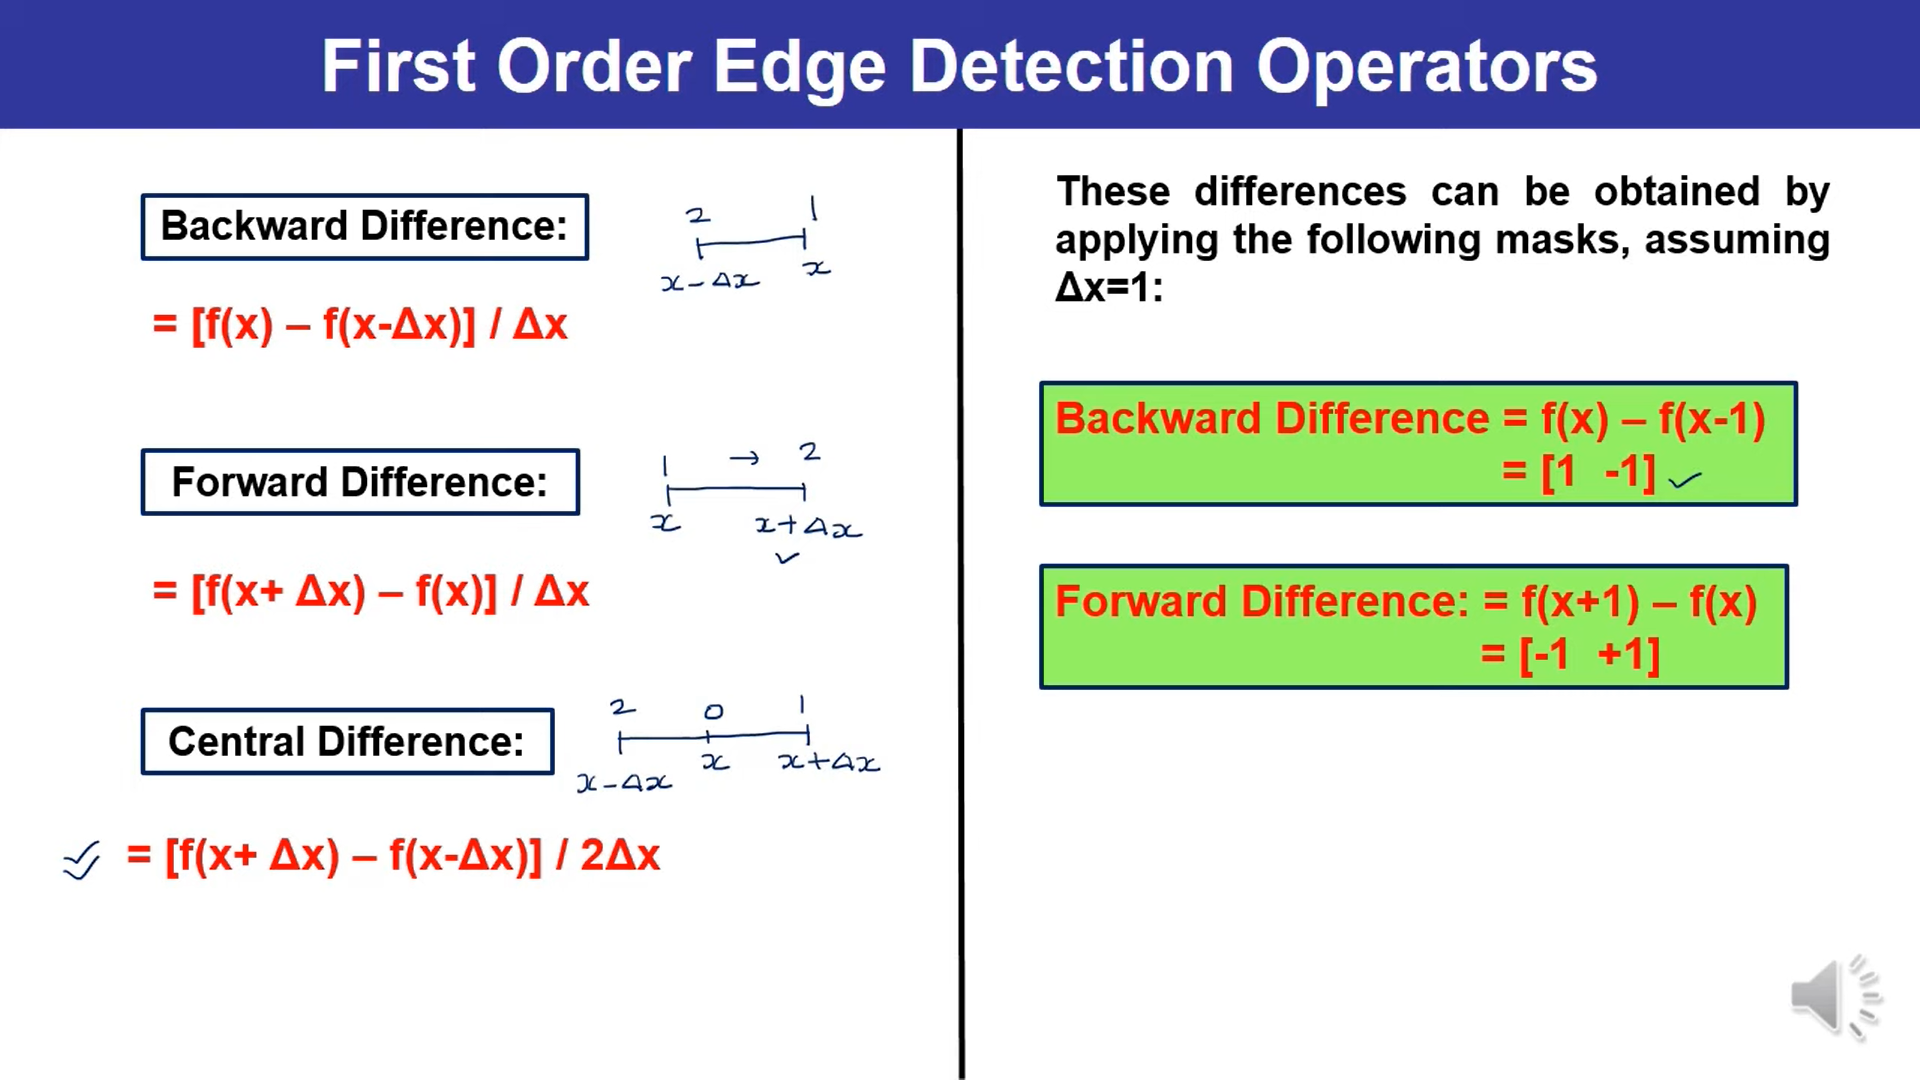 First Order Edge Detection Operators
Backward Difference:
2 1
x-Δx x
= [f(x) – f(x-Δx)] / Δx
Forward Difference:
1 → 2
x x+Δx
✓
= [f(x+ Δx) – f(x)] / Δx
Central Difference:
2 0 1
x-Δx x x+Δx
= [f(x+ Δx) – f(x-Δx)] / 2Δx
These differences can be obtained by
applying the following masks, assuming
Δx=1:
Backward Difference = f(x) – f(x-1)
= [1 -1] ✓
Forward Difference: = f(x+1) – f(x)
= [-1 +1]